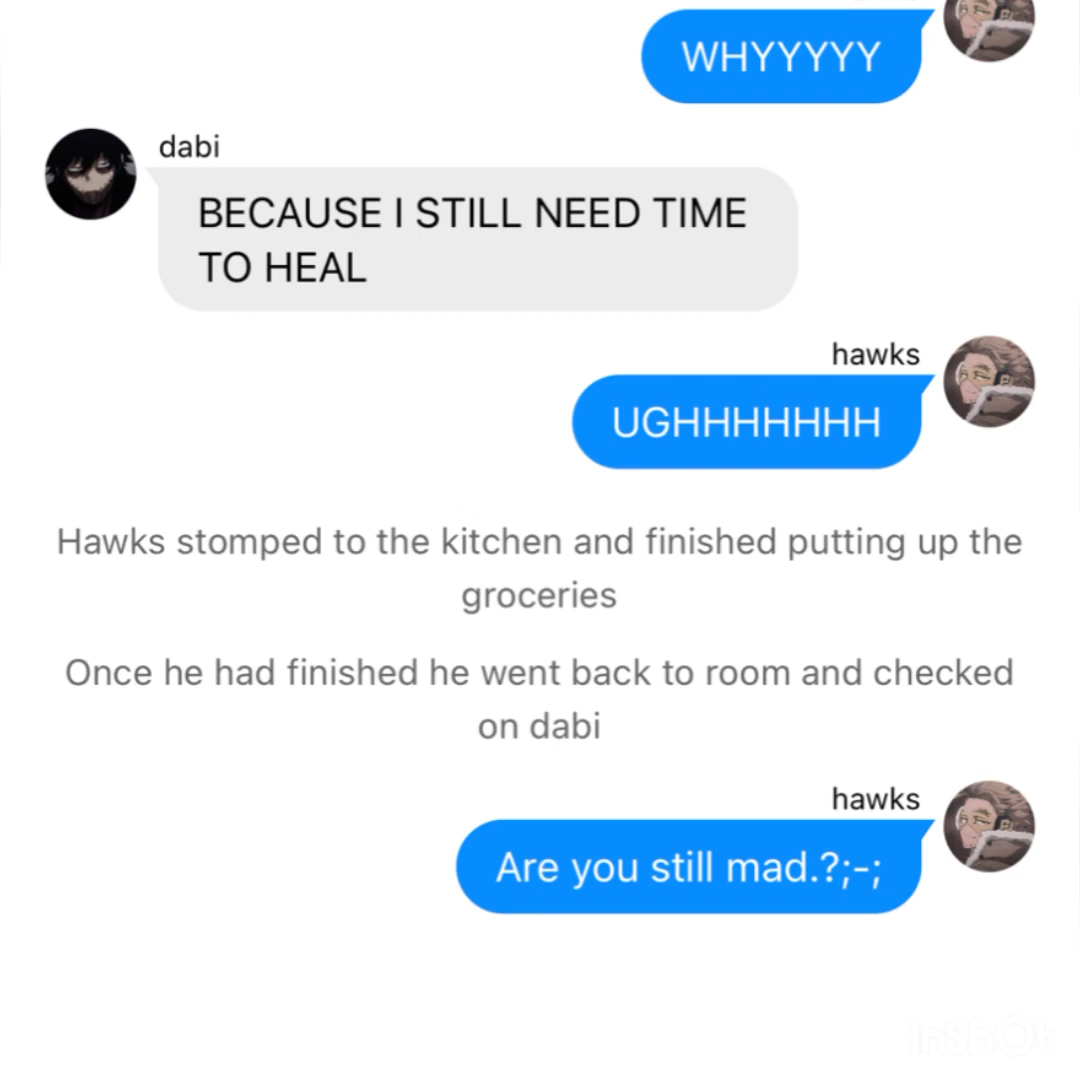 WHYYYYY
dabi
BECAUSE I STILL NEED TIME
TO HEAL
hawks
UGHHHHHHH
Hawks stomped to the kitchen and finished putting up the
groceries
Once he had finished he went back to room and checked
on dabi
hawks
Are you still mad.?;-;
InShOt